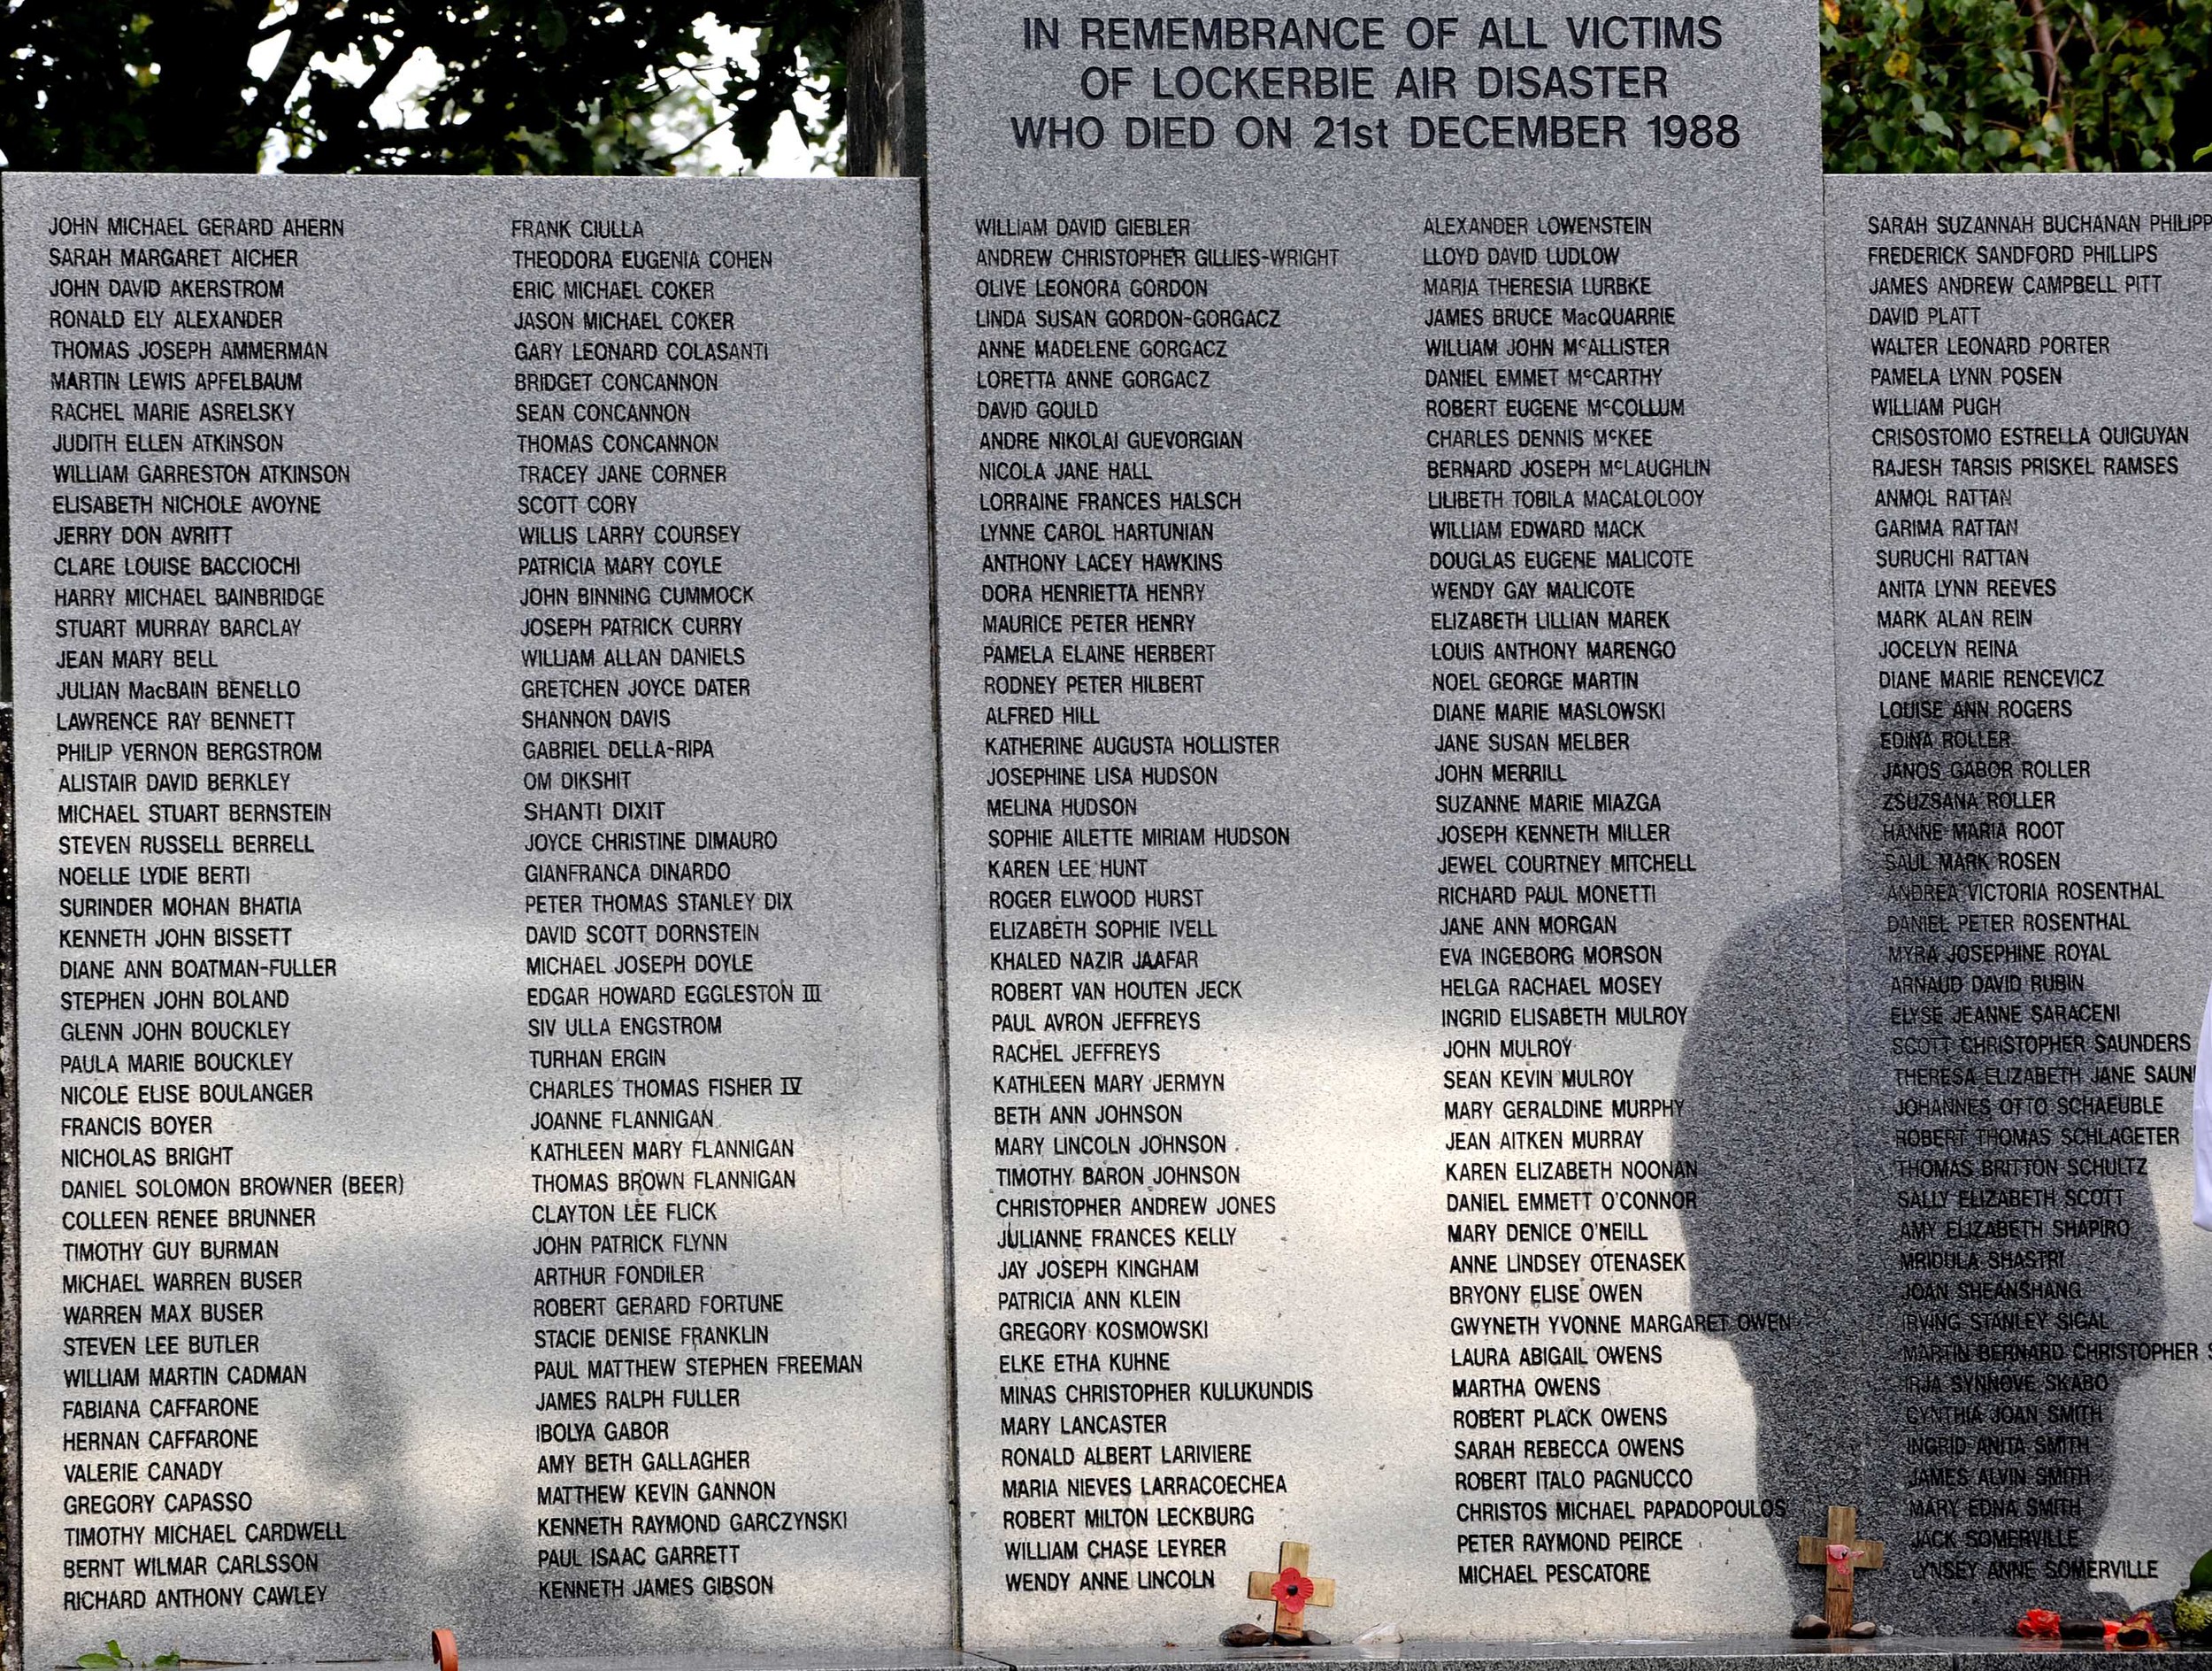 IN REMEMBRANCE OF ALL VICTIMS
OF LOCKERBIE AIR DISASTER
WHO DIED ON 21st DECEMBER 1988
JOHN MICHAEL GERARD AHERN
SARAH MARGARET AICHER
JOHN DAVID AKERSTROM
RONALD ELY ALEXANDER
THOMAS JOSEPH AMMERMAN
MARTIN LEWIS APFELBAUM
RACHEL MARIE ASRELSKY
JUDITH ELLEN ATKINSON
WILLIAM GARRESTON ATKINSON
ELISABETH NICHOLE AVOYNE
JERRY DON AVRITT
CLARE LOUISE BACCIOCHI
HARRY MICHAEL BAINBRIDGE
STUART MURRAY BARCLAY
JEAN MARY BELL
JULIAN MacBAIN BENELLO
LAWRENCE RAY BENNETT
PHILIP VERNON BERGSTROM
ALISTAIR DAVID BERKLEY
MICHAEL STUART BERNSTEIN
STEVEN RUSSELL BERRELL
NOELLE LYDIE BERTI
SURINDER MOHAN BHATIA
KENNETH JOHN BISSETT
DIANE ANN BOATMAN-FULLER
STEPHEN JOHN BOLAND
GLENN JOHN BOUCKLEY
PAULA MARIE BOUCKLEY
NICOLE ELISE BOULANGER
FRANCIS BOYER
NICHOLAS BRIGHT
DANIEL SOLOMON BROWNER (BEER)
COLLEEN RENEE BRUNNER
TIMOTHY GUY BURMAN
MICHAEL WARREN BUSER
WARREN MAX BUSER
STEVEN LEE BUTLER
WILLIAM MARTIN CADMAN
FABIANA CAFFARONE
HERNAN CAFFARONE
VALERIE CANADY
GREGORY CAPASSO
TIMOTHY MICHAEL CARDWELL
BERNT WILMAR CARLSSON
RICHARD ANTHONY CAWLEY
FRANK CIULLA
THEODORA EUGENIA COHEN
ERIC MICHAEL COKER
JASON MICHAEL COKER
GARY LEONARD COLASANTI
BRIDGET CONCANNON
SEAN CONCANNON
THOMAS CONCANNON
TRACEY JANE CORNER
SCOTT CORY
WILLIS LARRY COURSEY
PATRICIA MARY COYLE
JOHN BINNING CUMMOCK
JOSEPH PATRICK CURRY
WILLIAM ALLAN DANIELS
GRETCHEN JOYCE DATER
SHANNON DAVIS
GABRIEL DELLA-RIPA
OM DIKSHIT
SHANTI DIXIT
JOYCE CHRISTINE DIMAURO
GIANFRANCA DINARDO
PETER THOMAS STANLEY DIX
DAVID SCOTT DORNSTEIN
MICHAEL JOSEPH DOYLE
EDGAR HOWARD EGGLESTON III
SIV ULLA ENGSTROM
TURHAN ERGIN
CHARLES THOMAS FISHER IV
JOANNE FLANNIGAN
KATHLEEN MARY FLANNIGAN
THOMAS BROWN FLANNIGAN
CLAYTON LEE FLICK
JOHN PATRICK FLYNN
ARTHUR FONDILER
ROBERT GERARD FORTUNE
STACIE DENISE FRANKLIN
PAUL MATTHEW STEPHEN FREEMAN
JAMES RALPH FULLER
IBOLYA GABOR
AMY BETH GALLAGHER
MATTHEW KEVIN GANNON
KENNETH RAYMOND GARCZYNSKI
PAUL ISAAC GARRETT
KENNETH JAMES GIBSON
WILLIAM DAVID GIEBLER
ANDREW CHRISTOPHER GILLIES-WRIGHT
OLIVE LEONORA GORDON
LINDA SUSAN GORDON-GORGACZ
ANNE MADELENE GORGACZ
LORETTA ANNE GORGACZ
DAVID GOULD
ANDRE NIKOLAI GUEVORGIAN
NICOLA JANE HALL
LORRAINE FRANCES HALSCH
LYNNE CAROL HARTUNIAN
ANTHONY LACEY HAWKINS
DORA HENRIETTA HENRY
MAURICE PETER HENRY
PAMELA ELAINE HERBERT
RODNEY PETER HILBERT
ALFRED HILL
KATHERINE AUGUSTA HOLLISTER
JOSEPHINE LISA HUDSON
MELINA HUDSON
SOPHIE AILETTE MIRIAM HUDSON
KAREN LEE HUNT
ROGER ELWOOD HURST
ELIZABETH SOPHIE IVELL
KHALED NAZIR JAAFAR
ROBERT VAN HOUTEN JECK
PAUL AVRON JEFFREYS
RACHEL JEFFREYS
KATHLEEN MARY JERMYN
BETH ANN JOHNSON
MARY LINCOLN JOHNSON
TIMOTHY BARON JOHNSON
CHRISTOPHER ANDREW JONES
JULIANNE FRANCES KELLY
JAY JOSEPH KINGHAM
PATRICIA ANN KLEIN
GREGORY KOSMOWSKI
ELKE ETHA KUHNE
MINAS CHRISTOPHER KULUKUNDIS
MARY LANCASTER
RONALD ALBERT LARIVIERE
MARIA NIEVES LARRACOECHEA
ROBERT MILTON LECKBURG
WILLIAM CHASE LEYRER
WENDY ANNE LINCOLN
ALEXANDER LOWENSTEIN
LLOYD DAVID LUDLOW
MARIA THERESIA LURBKE
JAMES BRUCE MacQUARRIE
WILLIAM JOHN McALLISTER
DANIEL EMMET McCARTHY
ROBERT EUGENE McCOLLUM
CHARLES DENNIS McKEE
BERNARD JOSEPH McLAUGHLIN
LILIBETH TOBILA MACALOLOOY
WILLIAM EDWARD MACK
DOUGLAS EUGENE MALICOTE
WENDY GAY MALICOTE
ELIZABETH LILLIAN MAREK
LOUIS ANTHONY MARENGO
NOEL GEORGE MARTIN
DIANE MARIE MASLOWSKI
JANE SUSAN MELBER
JOHN MERRILL
SUZANNE MARIE MIAZGA
JOSEPH KENNETH MILLER
JEWEL COURTNEY MITCHELL
RICHARD PAUL MONETTI
JANE ANN MORGAN
EVA INGEBORG MORSON
HELGA RACHAEL MOSEY
INGRID ELISABETH MULROY
JOHN MULROY
SEAN KEVIN MULROY
MARY GERALDINE MURPHY
JEAN AITKEN MURRAY
KAREN ELIZABETH NOONAN
DANIEL EMMETT O'CONNOR
MARY DENICE O'NEILL
ANNE LINDSEY OTENASEK
BRYONY ELISE OWEN
GWYNETH YVONNE MARGARET OWEN
LAURA ABIGAIL OWENS
MARTHA OWENS
ROBERT PLACK OWENS
SARAH REBECCA OWENS
ROBERT ITALO PAGNUCCO
CHRISTOS MICHAEL PAPADOPOULOS
PETER RAYMOND PEIRCE
MICHAEL PESCATORE
SARAH SUZANNAH BUCHANAN PHILIPP
FREDERICK SANDFORD PHILLIPS
JAMES ANDREW CAMPBELL PITT
DAVID PLATT
WALTER LEONARD PORTER
PAMELA LYNN POSEN
WILLIAM PUGH
CRISOSTOMO ESTRELLA QUIGUYAN
RAJESH TARSIS PRISKEL RAMSES
ANMOL RATTAN
GARIMA RATTAN
SURUCHI RATTAN
ANITA LYNN REEVES
MARK ALAN REIN
JOCELYN REINA
DIANE MARIE RENCEVICZ
LOUISE ANN ROGERS
EDINA ROLLER
JANOS GABOR ROLLER
ZSUZSANA ROLLER
HANNE MARIA ROOT
SAUL MARK ROSEN
ANDREA VICTORIA ROSENTHAL
DANIEL PETER ROSENTHAL
MYRA JOSEPHINE ROYAL
ARNAUD DAVID RUBIN
ELYSE JEANNE SARACENI
SCOTT CHRISTOPHER SAUNDERS
THERESA ELIZABETH JANE SAUN
JOHANNES OTTO SCHAEUBLE
ROBERT THOMAS SCHLAGETER
THOMAS BRITTON SCHULTZ
SALLY ELIZABETH SCOTT
AMY ELIZABETH SHAPIRO
MRIDULA SHASTRI
JOAN SHEANSHANG
IRVING STANLEY SIGAL
MARTIN BERNARD CHRISTOPHER S
IRJA SYNNOVE SKABO
CYNTHIA JOAN SMITH
INGRID ANITA SMITH
JAMES ALVIN SMITH
MARY EDNA SMITH
JACK SOMERVILLE
LYNSEY ANNE SOMERVILLE